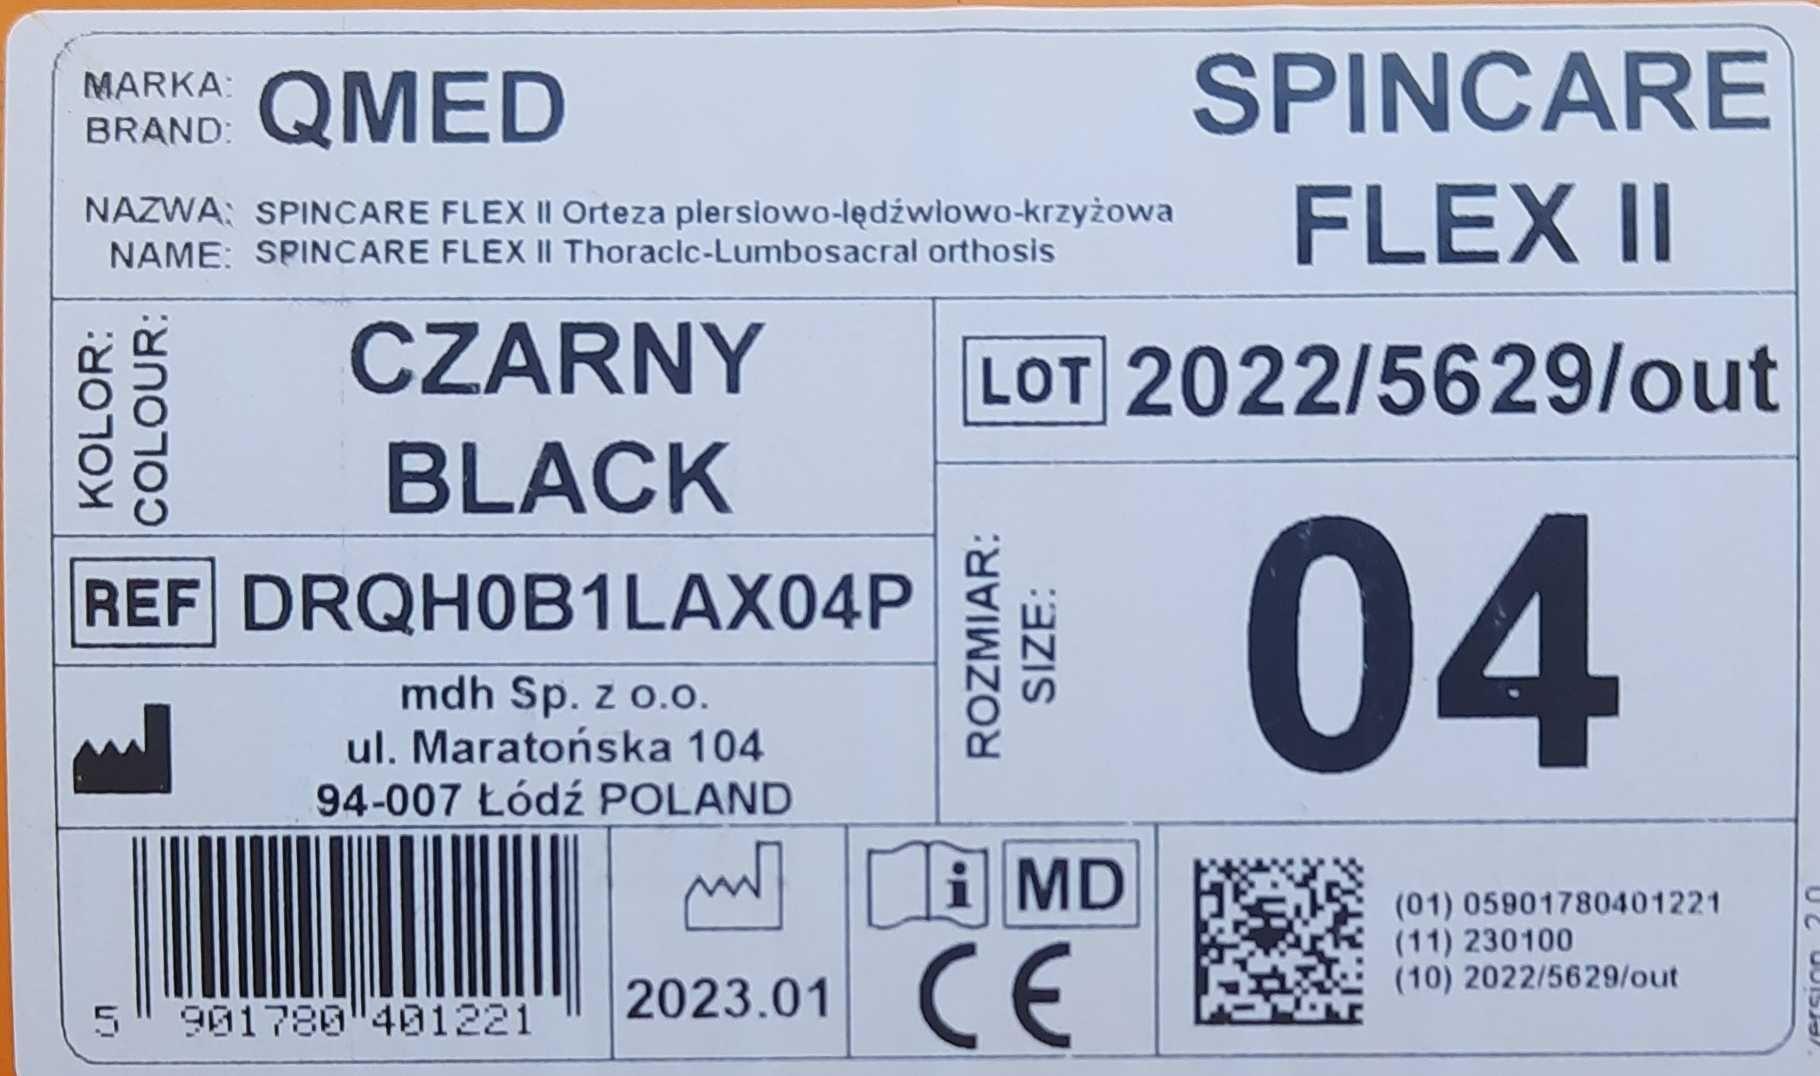 MARKA:
BRAND:
QMED
SPINCARE
FLEX II
NAZWA: SPINCARE FLEX II Orteza piersiowo-lędźwiowo-krzyżowa
NAME: SPINCARE FLEX II Thoracic-Lumbosacral orthosis
KOLOR:
COLOUR:
CZARNY
BLACK
LOT 2022/5629/out
REF DRQH0B1LAX04P
ROZMIAR:
SIZE:
04
mdh Sp. z o.o.
ul. Maratońska 104
94-007 Łódź POLAND
5 901780 401221
2023.01
i MD
CE
(01) 05901780401221
(11) 230100
(10) 2022/5629/out